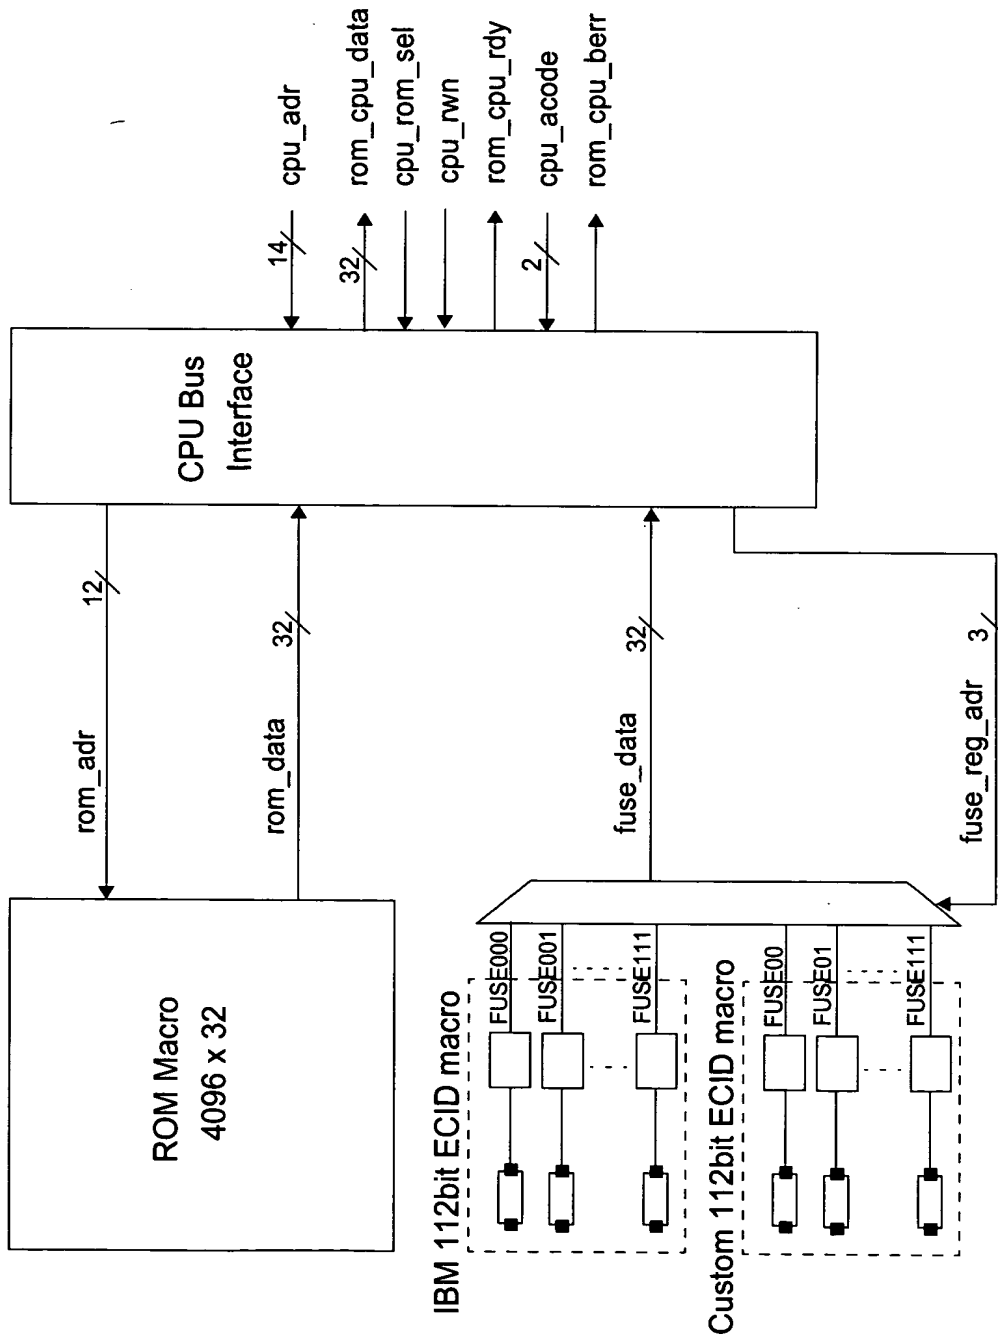 ROM Macro
4096 x 32
rom_adr
12
rom_data
32
CPU Bus
Interface
14
cpu_adr
32
rom_cpu_data
cpu_rom_sel
cpu_rwn
rom_cpu_rdy
2
cpu_acode
rom_cpu_berr
IBM 112bit ECID macro
FUSE000
FUSE001
FUSE111
fuse_data
32
Custom 112bit ECID macro
FUSE00
FUSE01
FUSE111
fuse_reg_adr
3